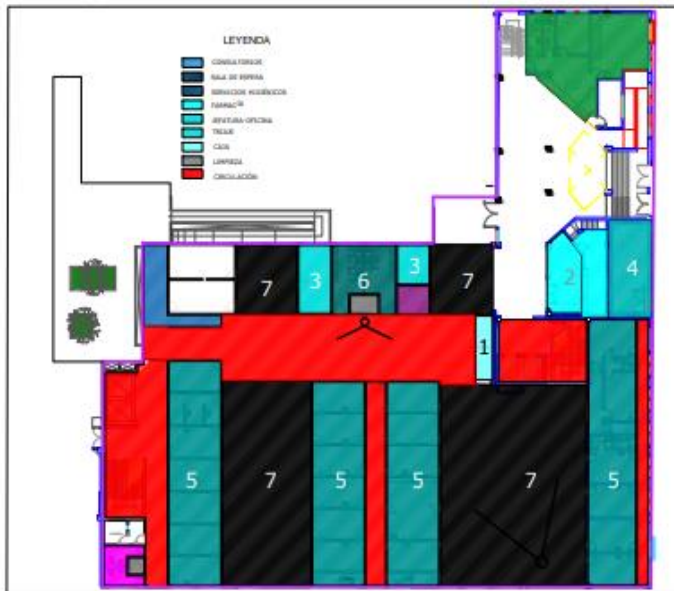 LEYENDA
CONSULTORIOS
SALA DE ESPERA
SERVICIOS HIGIÉNICOS
FARMACÍA
JEFATURA OFICINA
TRIAJE
CAJA
LIMPIEZA
CIRCULACIÓN
3
7
3
6
7
2
4
1
5
7
5
5
7
5